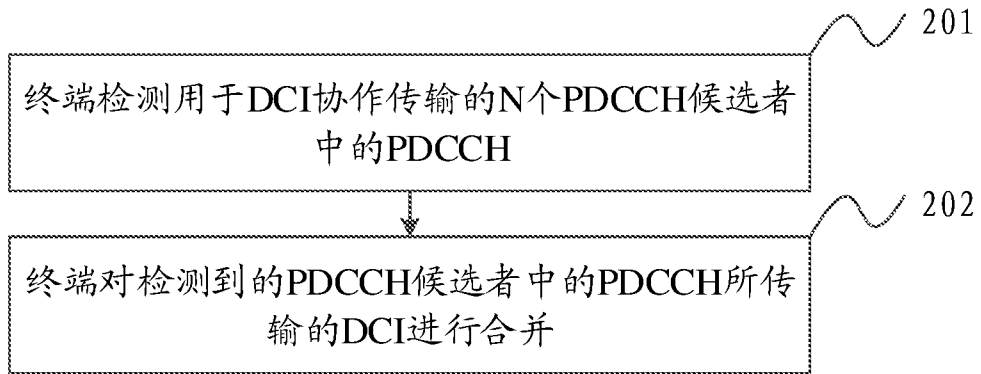 201
终端检测用于DCI协作传输的N个PDCCH候选者
中的PDCCH
202
终端对检测到的PDCCH候选者中的PDCCH所传
输的DCI进行合并